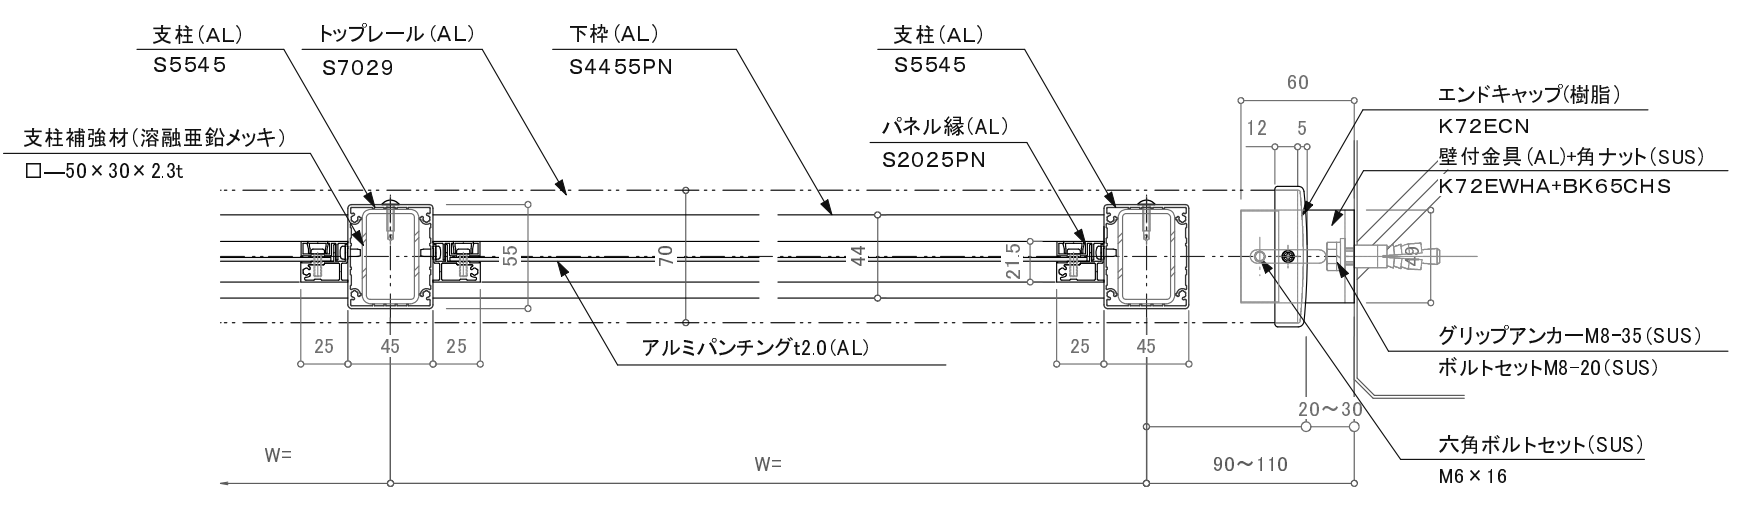 支柱(AL)
S5545
トップレール(AL)
S7029
下枠(AL)
S4455PN
支柱(AL)
S5545
60
エンドキャップ(樹脂)
K72ECN
12
5
支柱補強材(溶融亜鉛メッキ)
□―50×30×2.3t
パネル縁(AL)
S2025PN
壁付金具(AL)+角ナット(SUS)
K72EWHA+BK65CHS
55
70
44
21.5
49
25
45
25
アルミパンチングt2.0(AL)
25
45
グリップアンカーM8-35(SUS)
ボルトセットM8-20(SUS)
20～30
六角ボルトセット(SUS)
M6×16
W=
W=
90～110